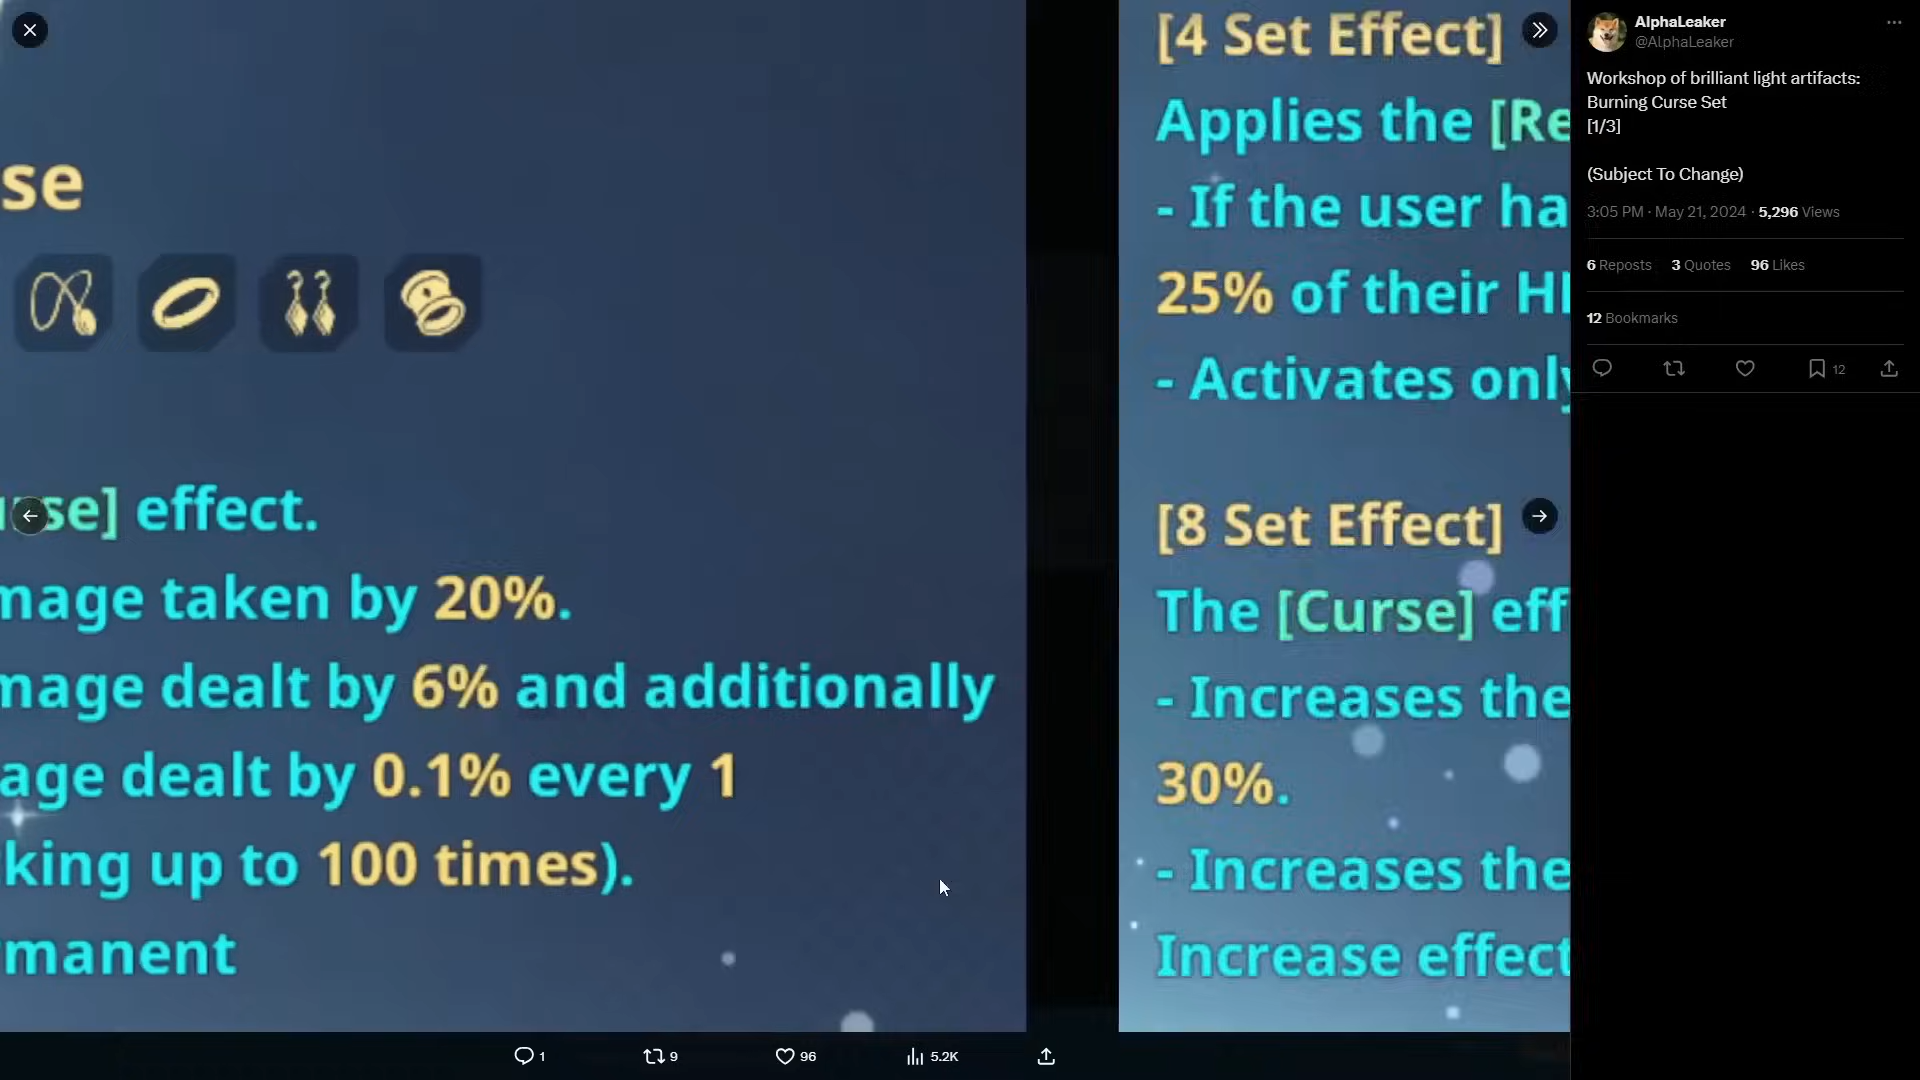 se
se] effect.
mage taken by 20%.
mage dealt by 6% and additionally
age dealt by 0.1% every 1
king up to 100 times).
manent
[4 Set Effect]
Applies the [Re
- If the user ha
25% of their H
- Activates only
[8 Set Effect]
The [Curse] eff
- Increases the
30%.
- Increases the
Increase effect
AlphaLeaker
@AlphaLeaker
Workshop of brilliant light artifacts:
Burning Curse Set
[1/3]
(Subject To Change)
3:05 PM · May 21, 2024 · 5,296 Views
6 Reposts 3 Quotes 96 Likes
12 Bookmarks
12
1 9 96 5.2K